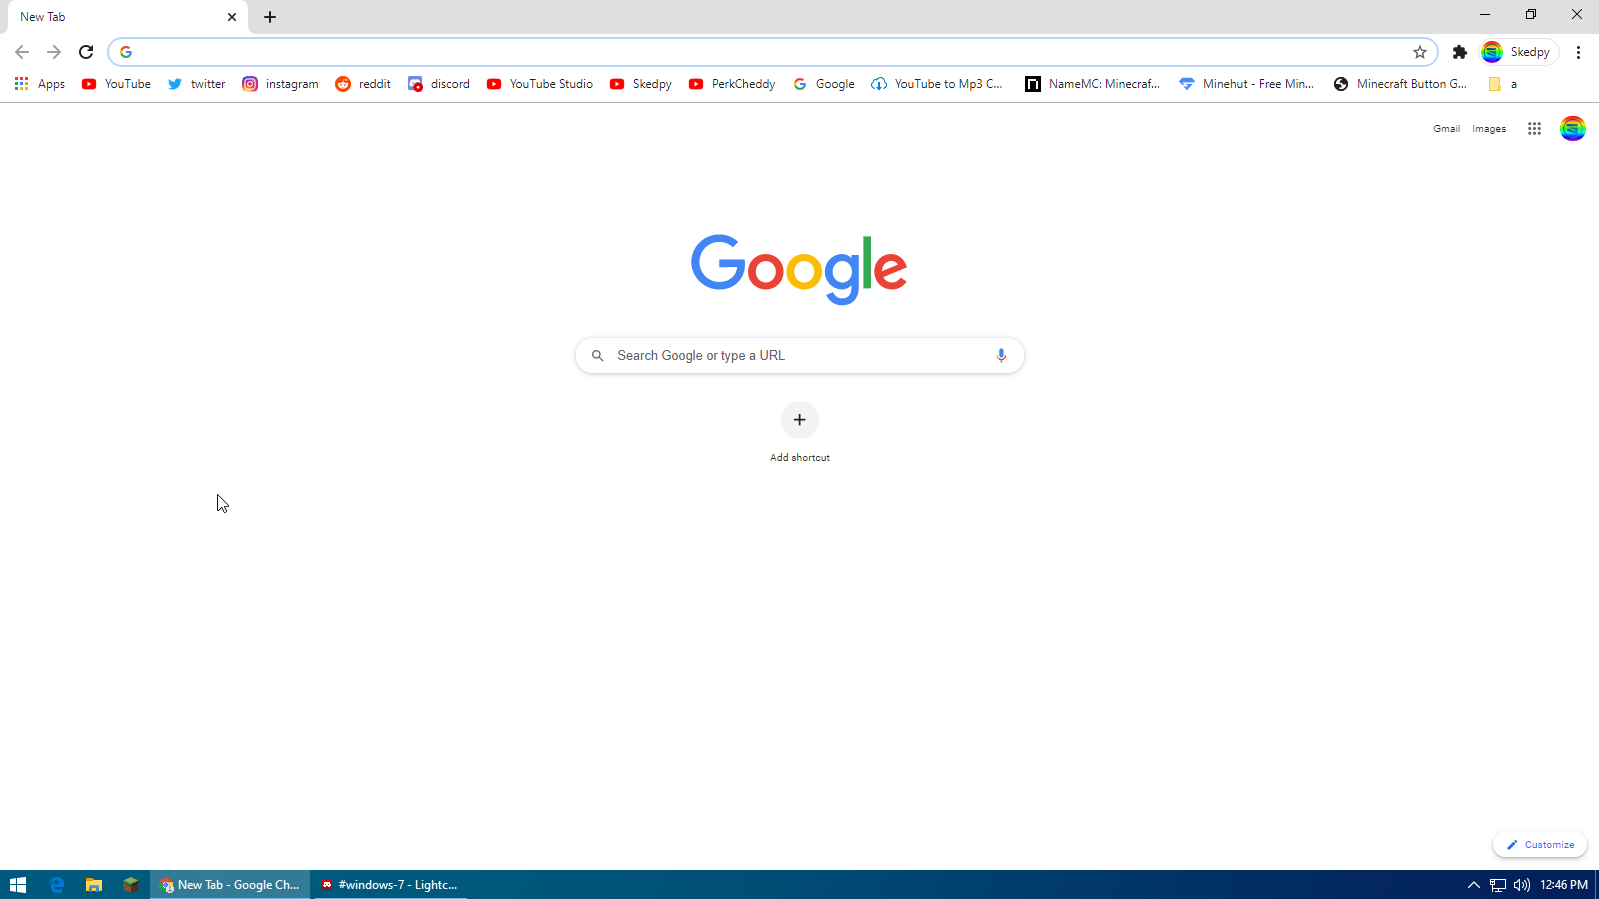 New Tab
Skedpy
Apps YouTube twitter instagram reddit discord YouTube Studio Skedpy PerkCheddy Google YouTube to Mp3 C... NameMC: Minecraf... Minehut - Free Min... Minecraft Button G... a
Gmail Images
Google
Search Google or type a URL
Add shortcut
Customize
New Tab - Google Ch... #windows-7 - Lightc... 12:46 PM